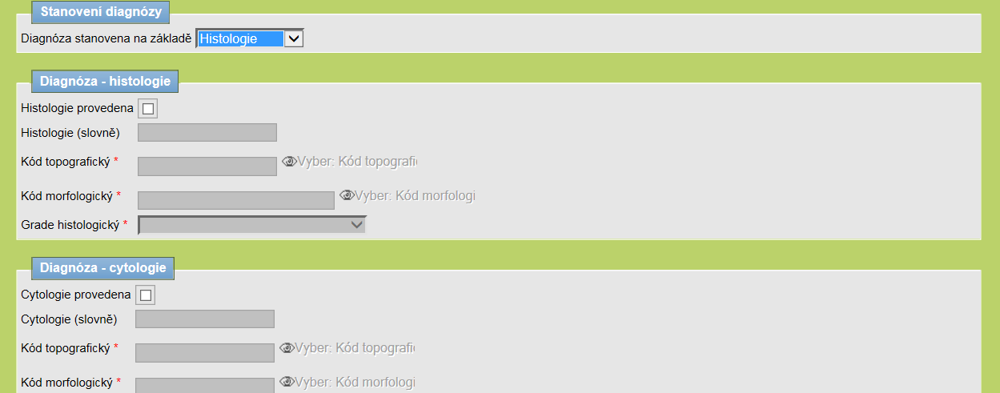 Stanovení diagnózy
Diagnóza stanovena na základě Histologie
Diagnóza - histologie
Histologie provedena
Histologie (slovně)
Kód topografický * Vyber: Kód topografi
Kód morfologický * Vyber: Kód morfologi
Grade histologický *
Diagnóza - cytologie
Cytologie provedena
Cytologie (slovně)
Kód topografický * Vyber: Kód topografi
Kód morfologický * Vyber: Kód morfologi